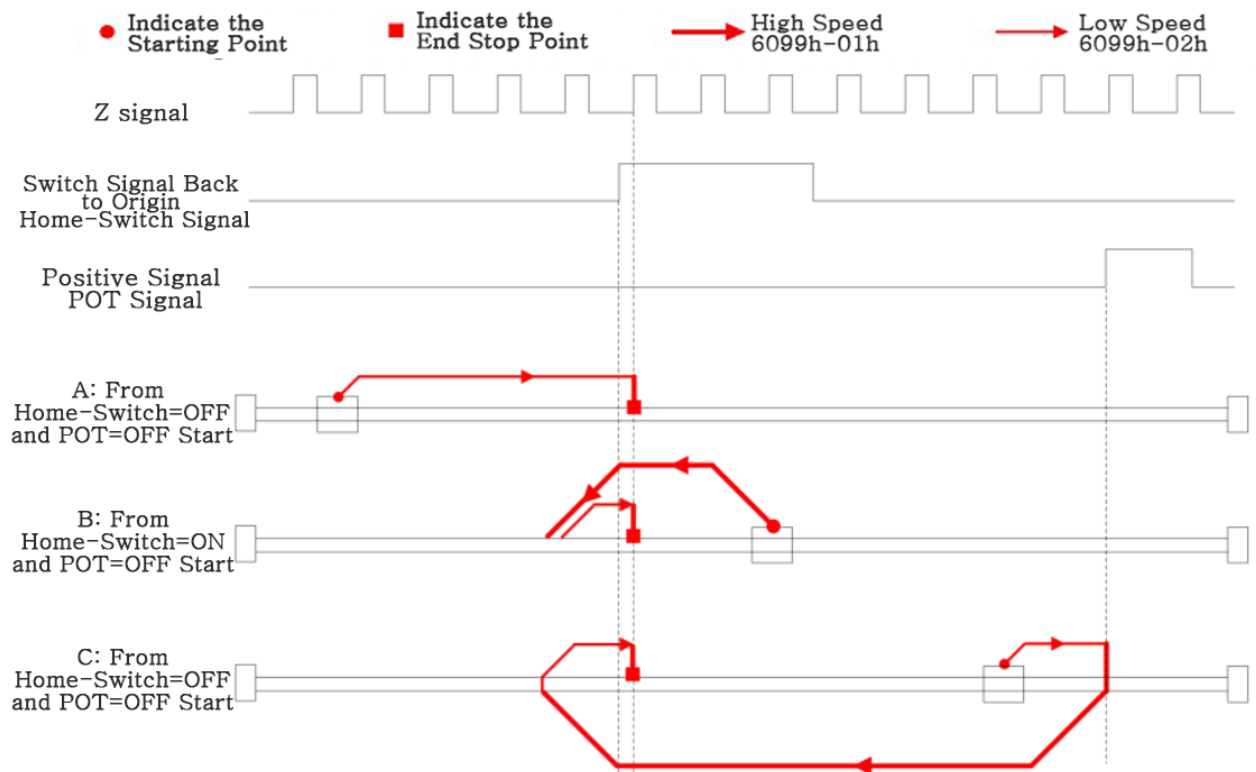 Indicate the
Starting Point
Indicate the
End Stop Point
High Speed
6099h-01h
Low Speed
6099h-02h
Z signal
Switch Signal Back
to Origin
Home-Switch Signal
Positive Signal
POT Signal
A: From
Home-Switch=OFF
and POT=OFF Start
B: From
Home-Switch=ON
and POT=OFF Start
C: From
Home-Switch=OFF
and POT=OFF Start